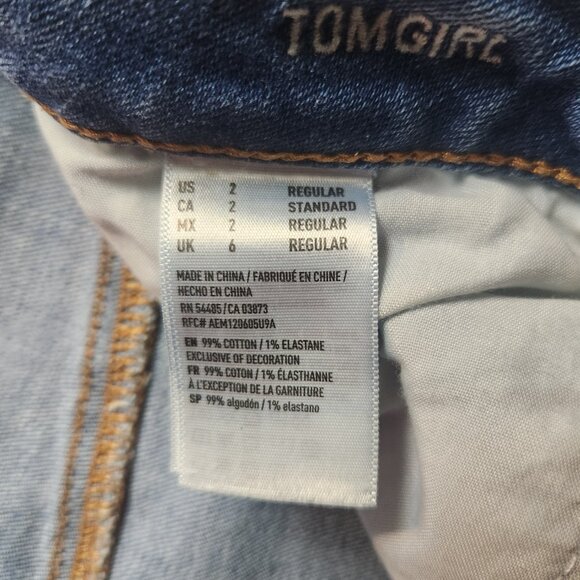 TOMGIRL
US 2 REGULAR
CA 2 STANDARD
MX 2 REGULAR
UK 6 REGULAR
MADE IN CHINA / FABRIQUÉ EN CHINE /
HECHO EN CHINA
RN 54485 / CA 03873
RFC# AEM120605U9A
EN 99% COTTON / 1% ELASTANE
EXCLUSIVE OF DECORATION
FR 99% COTON / 1% ÉLASTHANNE
À L'EXCEPTION DE LA GARNITURE
SP 99% algodón / 1% elastano